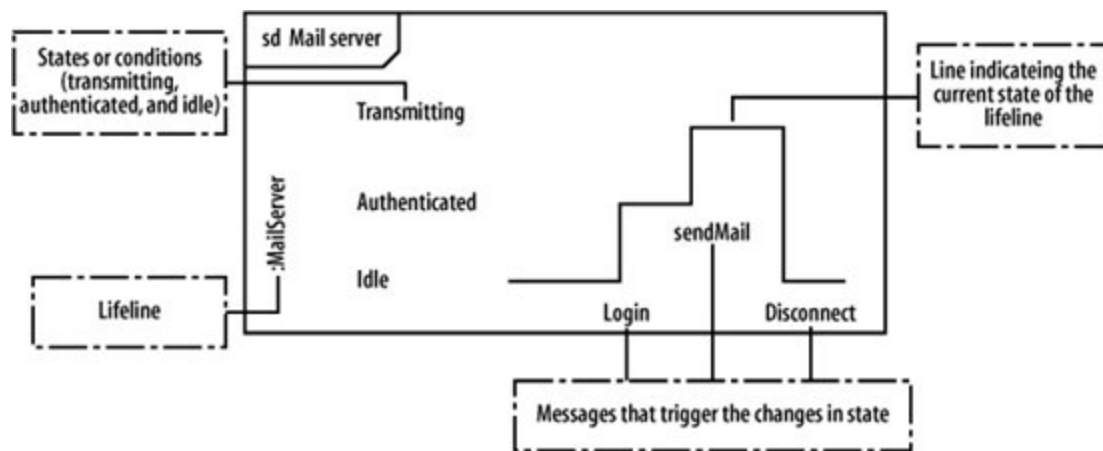 sd Mail server
States or conditions
(transmitting,
authenticated, and idle)
Transmitting
Line indicateing the
current state of the
lifeline
:MailServer
Authenticated
sendMail
Idle
Lifeline
Login
Disconnect
Messages that trigger the changes in state